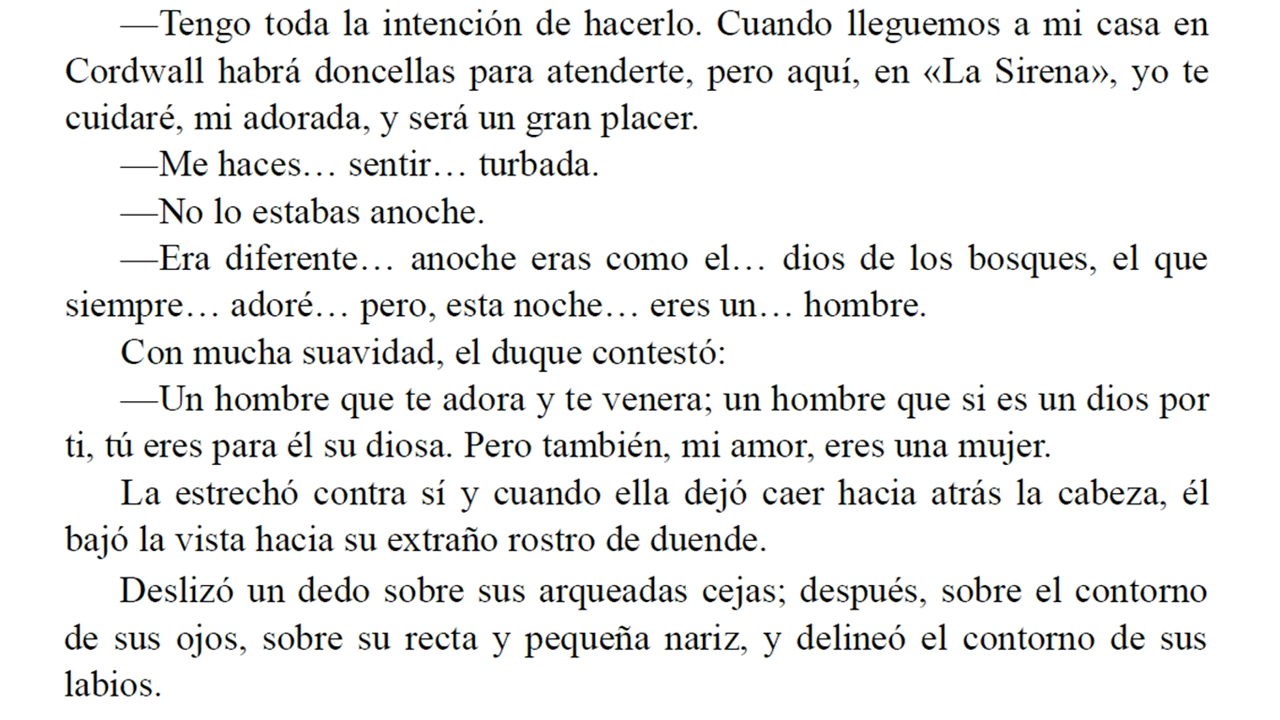 —Tengo toda la intención de hacerlo. Cuando lleguemos a mi casa en
Cordwall habrá doncellas para atenderte, pero aquí, en «La Sirena», yo te
cuidaré, mi adorada, y será un gran placer.
—Me haces… sentir… turbada.
—No lo estabas anoche.
—Era diferente… anoche eras como el… dios de los bosques, el que
siempre… adoré… pero, esta noche… eres un… hombre.
Con mucha suavidad, el duque contestó:
—Un hombre que te adora y te venera; un hombre que si es un dios por
ti, tú eres para él su diosa. Pero también, mi amor, eres una mujer.
La estrechó contra sí y cuando ella dejó caer hacia atrás la cabeza, él
bajó la vista hacia su extraño rostro de duende.
Deslizó un dedo sobre sus arqueadas cejas; después, sobre el contorno
de sus ojos, sobre su recta y pequeña nariz, y delineó el contorno de sus
labios.